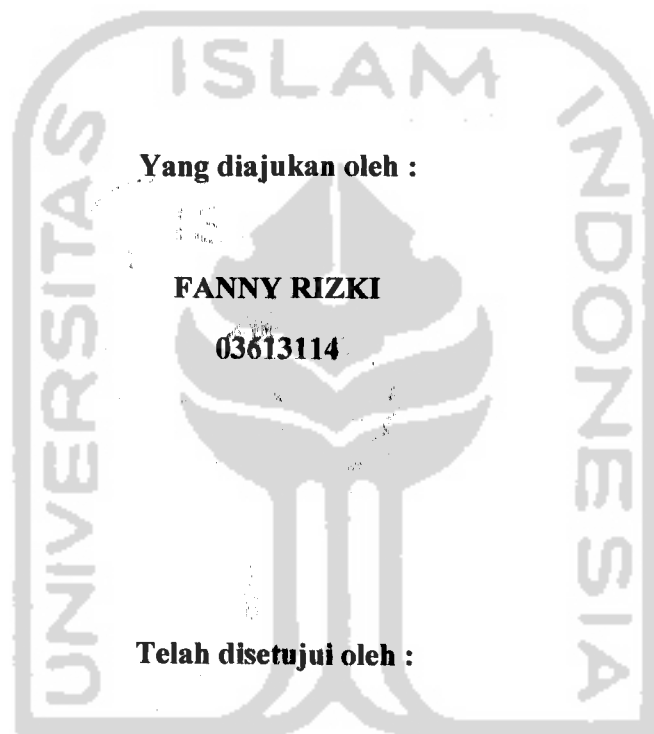 ISLAM
UNIVERSITAS
INDONESIA
Yang diajukan oleh :
FANNY RIZKI
03613114
Telah disetujui oleh :